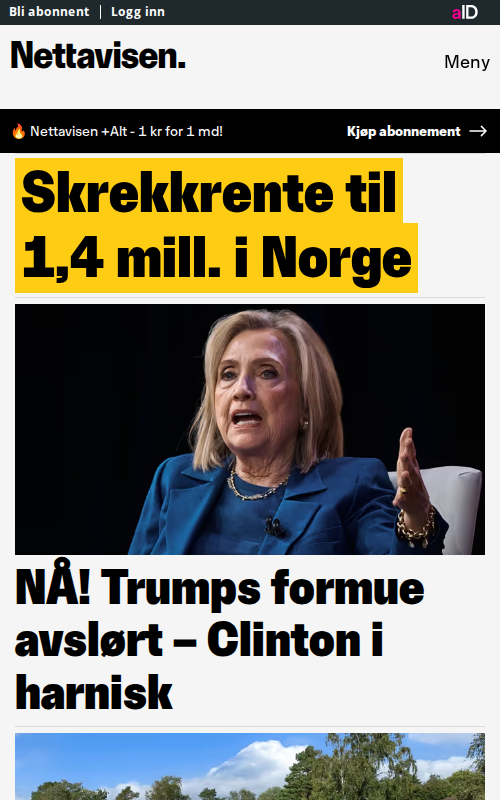 Bli abonnent | Logg inn
aID
Nettavisen.
Meny
🔥 Nettavisen +Alt - 1 kr for 1 md!
Kjøp abonnement →
Skrekkrente til
1,4 mill. i Norge
NÅ! Trumps formue
avslørt – Clinton i
harnisk